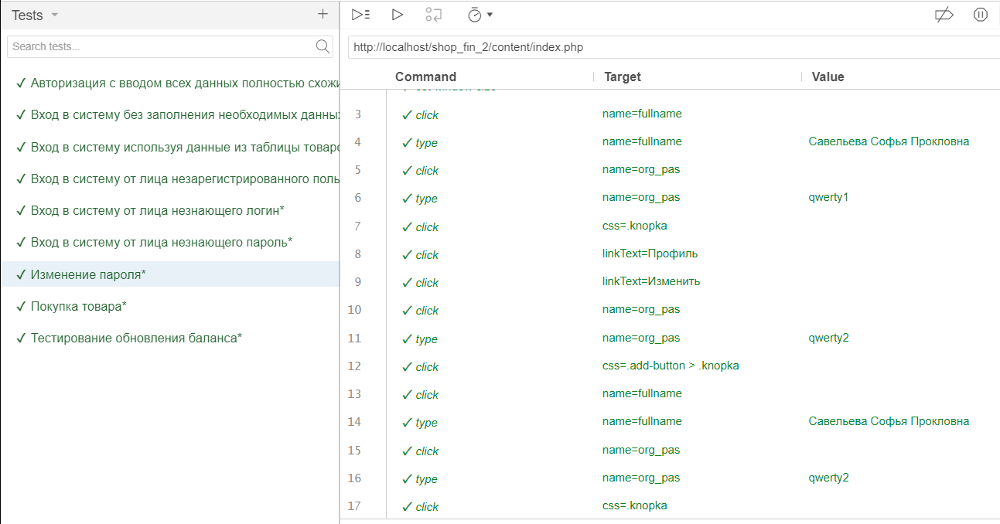 Tests
Search tests...
✓ Авторизация с вводом всех данных полностью
✓ Вход в систему без заполнения необходимых
✓ Вход в систему используя данные из таблицы
✓ Вход в систему от лица незарегистрированного
✓ Вход в систему от лица незнающего логин*
✓ Вход в систему от лица незнающего пароль*
✓ Изменение пароля*
✓ Покупка товара*
✓ Тестирование обновления баланса*
http://localhost/shop_fin_2/content/index.php
Command Target Value
3 ✓ click name=fullname
4 ✓ type name=fullname Савельева Софья Прокловна
5 ✓ click name=org_pas
6 ✓ type name=org_pas qwerty1
7 ✓ click css=.knopka
8 ✓ click linkText=Профиль
9 ✓ click linkText=Изменить
10 ✓ click name=org_pas
11 ✓ type name=org_pas qwerty2
12 ✓ click css=.add-button > .knopka
13 ✓ click name=fullname
14 ✓ type name=fullname Савельева Софья Прокловна
15 ✓ click name=org_pas
16 ✓ type name=org_pas qwerty2
17 ✓ click css=.knopka